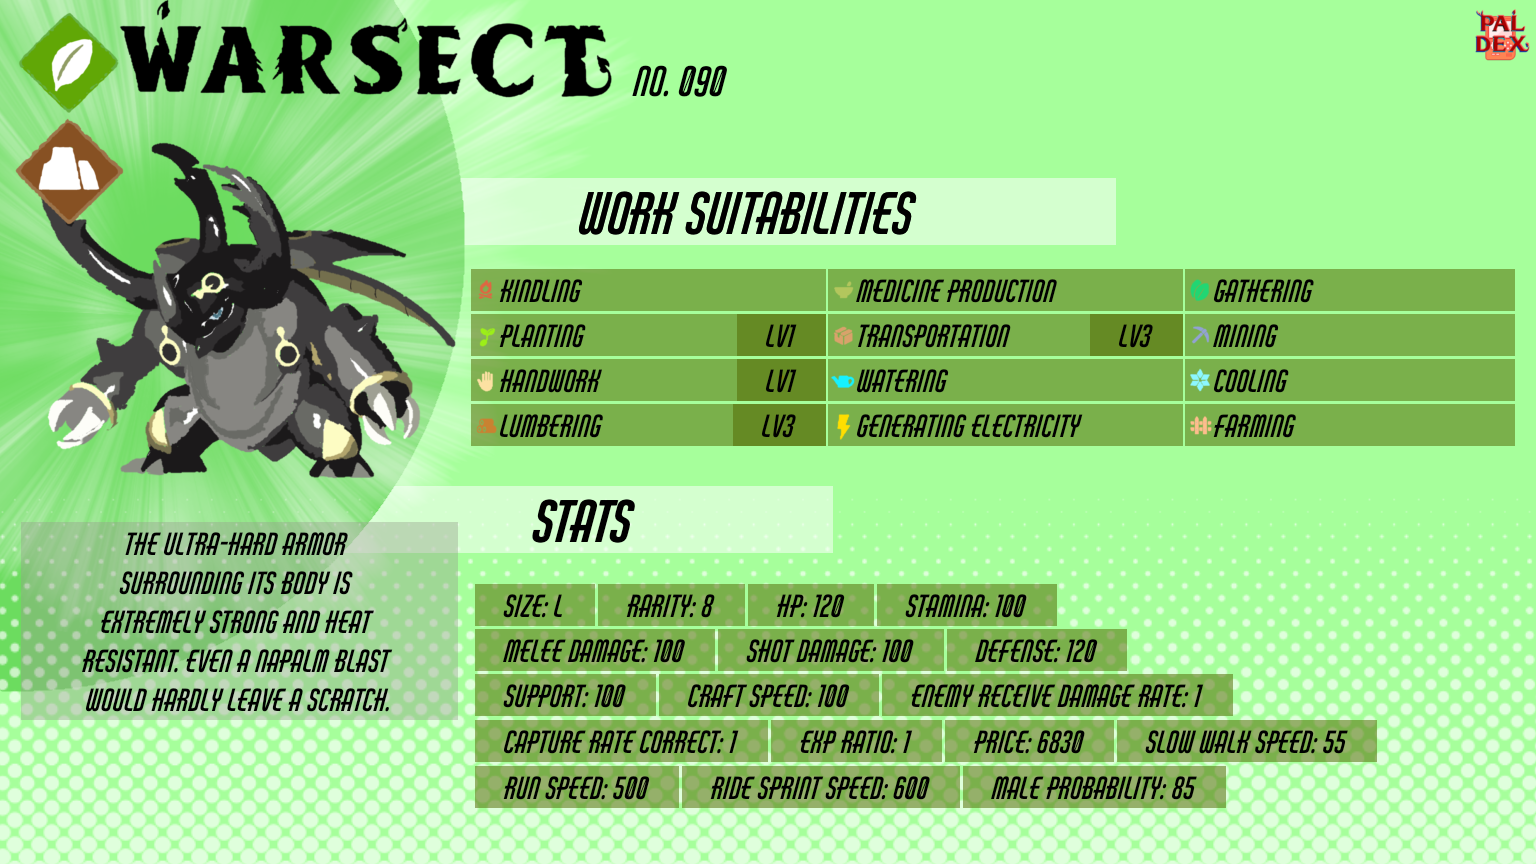 WARSECT NO. 090
PAL
DEX
WORK SUITABILITIES
KINDLING MEDICINE PRODUCTION GATHERING
PLANTING LV1 TRANSPORTATION LV3 MINING
HANDWORK LV1 WATERING COOLING
LUMBERING LV3 GENERATING ELECTRICITY FARMING
STATS
THE ULTRA-HARD ARMOR
SURROUNDING ITS BODY IS
EXTREMELY STRONG AND HEAT
RESISTANT. EVEN A NAPALM BLAST
WOULD HARDLY LEAVE A SCRATCH.
SIZE: L RARITY: 8 HP: 120 STAMINA: 100
MELEE DAMAGE: 100 SHOT DAMAGE: 100 DEFENSE: 120
SUPPORT: 100 CRAFT SPEED: 100 ENEMY RECEIVE DAMAGE RATE: 1
CAPTURE RATE CORRECT: 1 EXP RATIO: 1 PRICE: 6830 SLOW WALK SPEED: 55
RUN SPEED: 500 RIDE SPRINT SPEED: 600 MALE PROBABILITY: 85